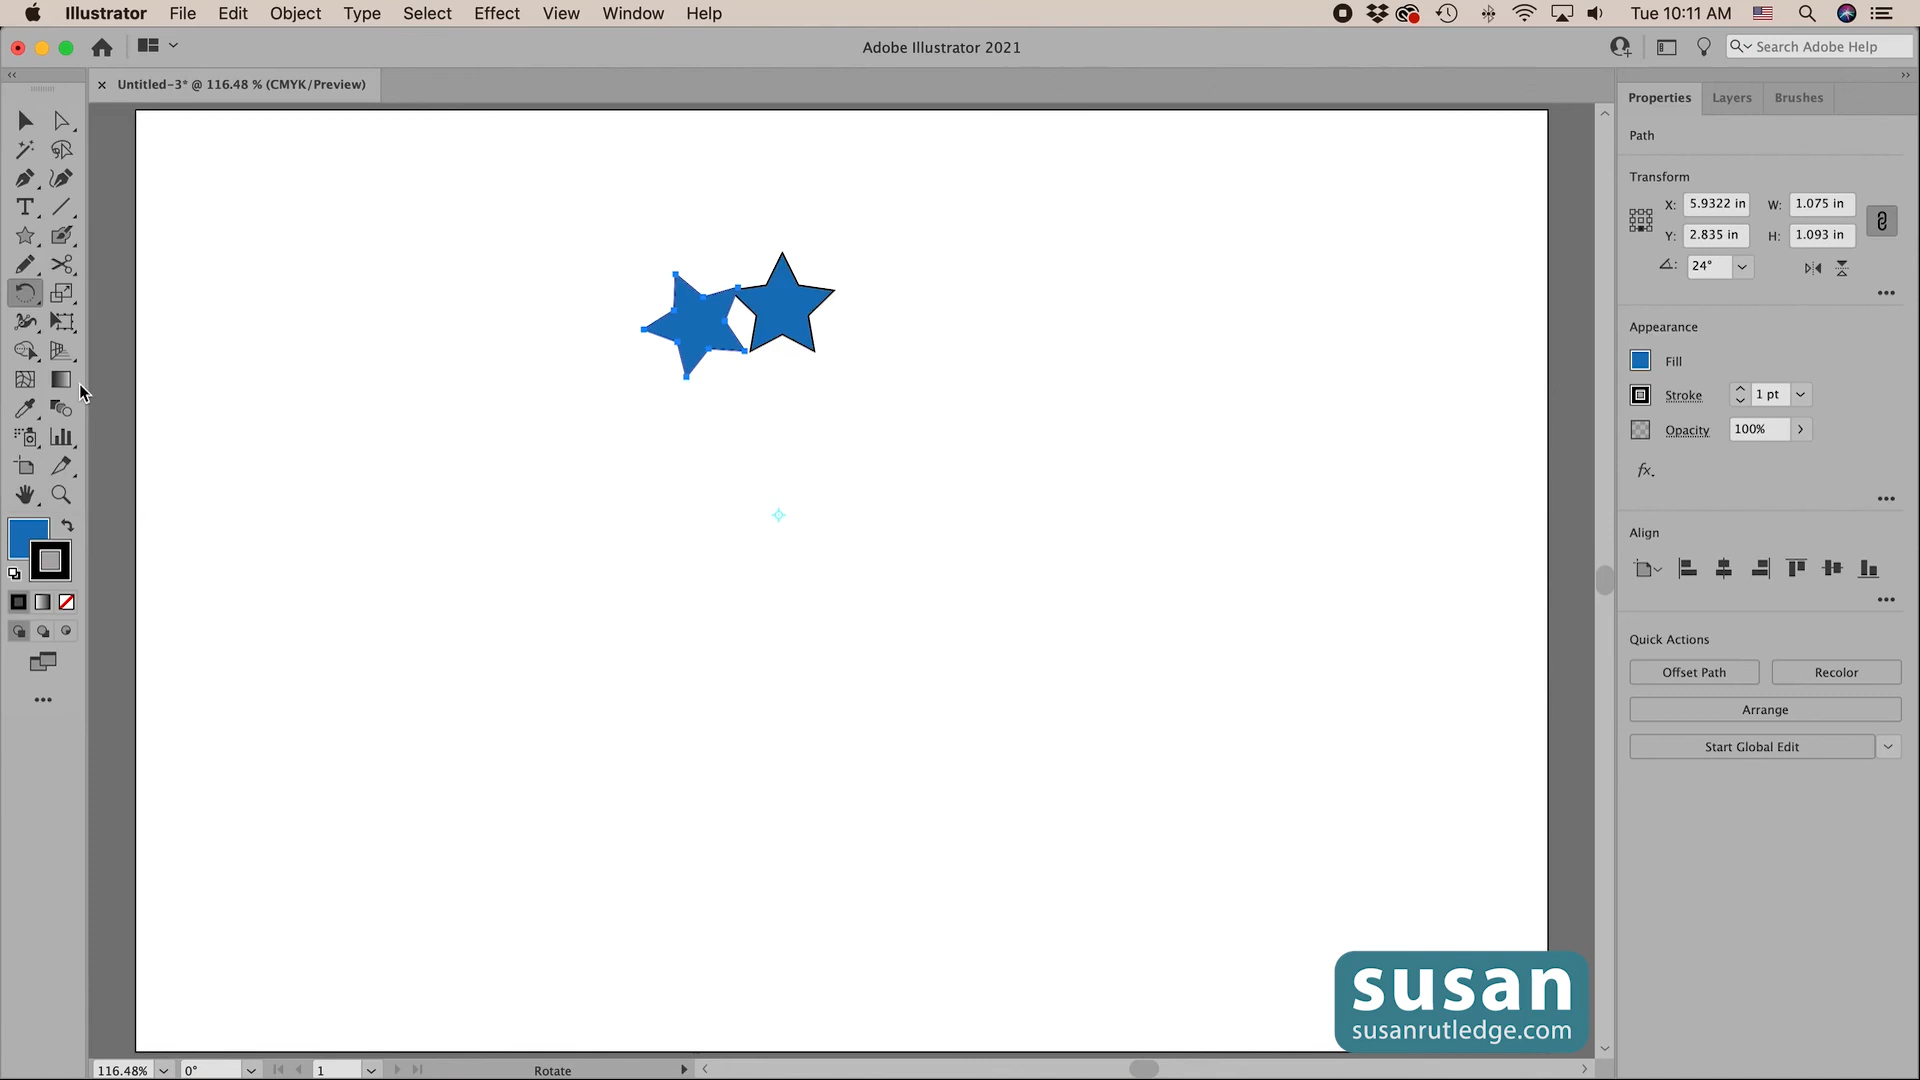 Illustrator File Edit Object Type Select Effect View Window Help
Tue 10:11 AM
Adobe Illustrator 2021
Search Adobe Help
Untitled-3* @ 116.48 % (CMYK/Preview)
Properties Layers Brushes
Path
Transform
X: 5.9322 in W: 1.075 in
Y: 2.835 in H: 1.093 in
24°
Appearance
Fill
Stroke 1 pt
Opacity 100%
fx
Align
Quick Actions
Offset Path Recolor
Arrange
Start Global Edit
susan
susanrutledge.com
116.48% 0° 1 Rotate